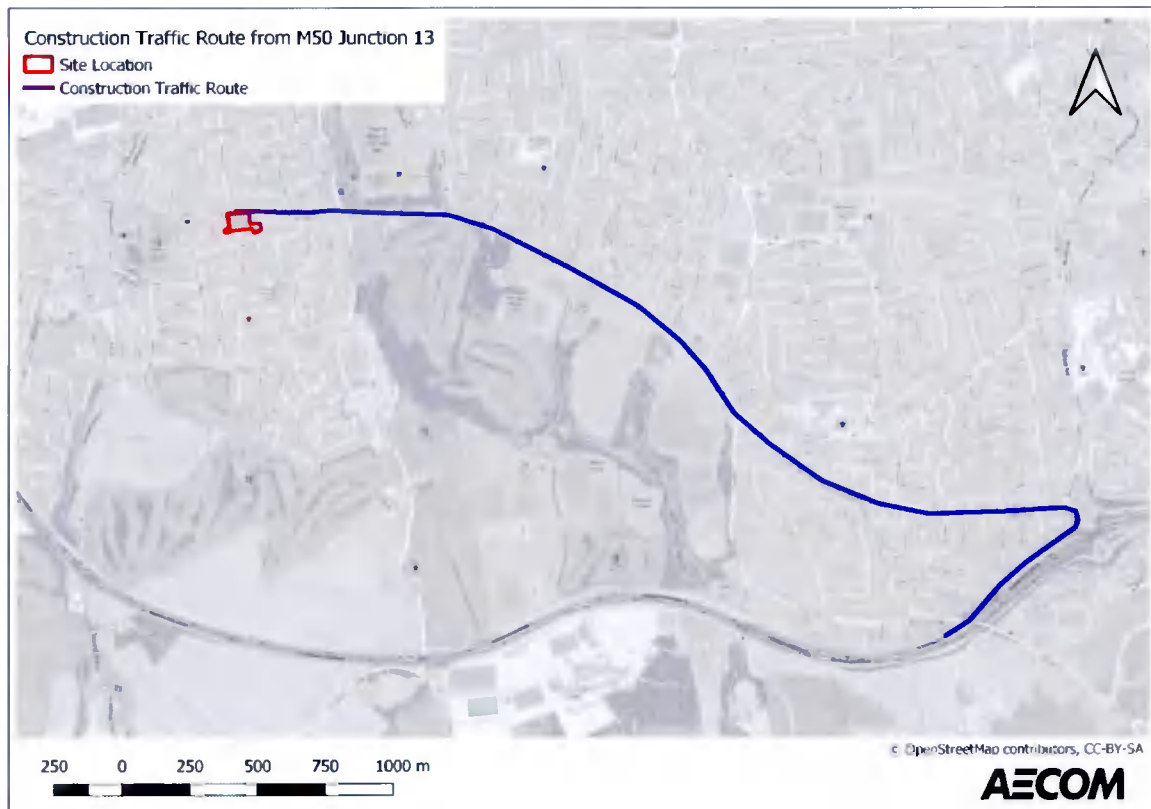 Construction Traffic Route from M50 Junction 13
Site Location
Construction Traffic Route
250 0 250 500 750 1000 m
c OpenStreetMap contributors, CC-BY-SA
AECOM